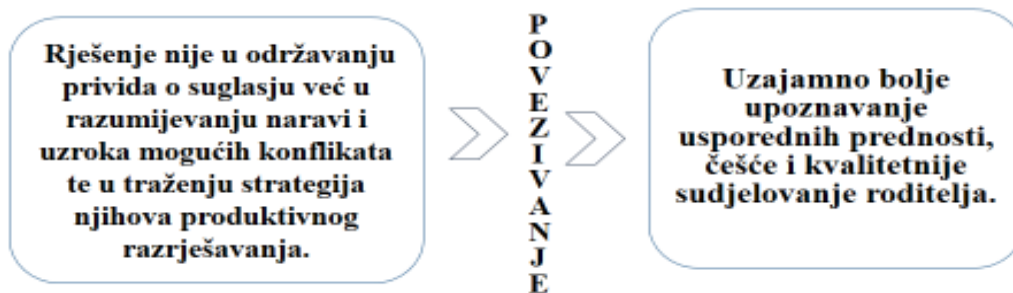 Rješenje nije u održavanju
privida o suglasju već u
razumijevanju naravi i
uzroka mogućih konflikata
te u traženju strategija
njihova produktivnog
razrješavanja.
P
O
V
E
Z
I
V
A
N
J
E
Uzajamno bolje
upoznavanje
usporednih prednosti,
češće i kvalitetnije
sudjelovanje roditelja.